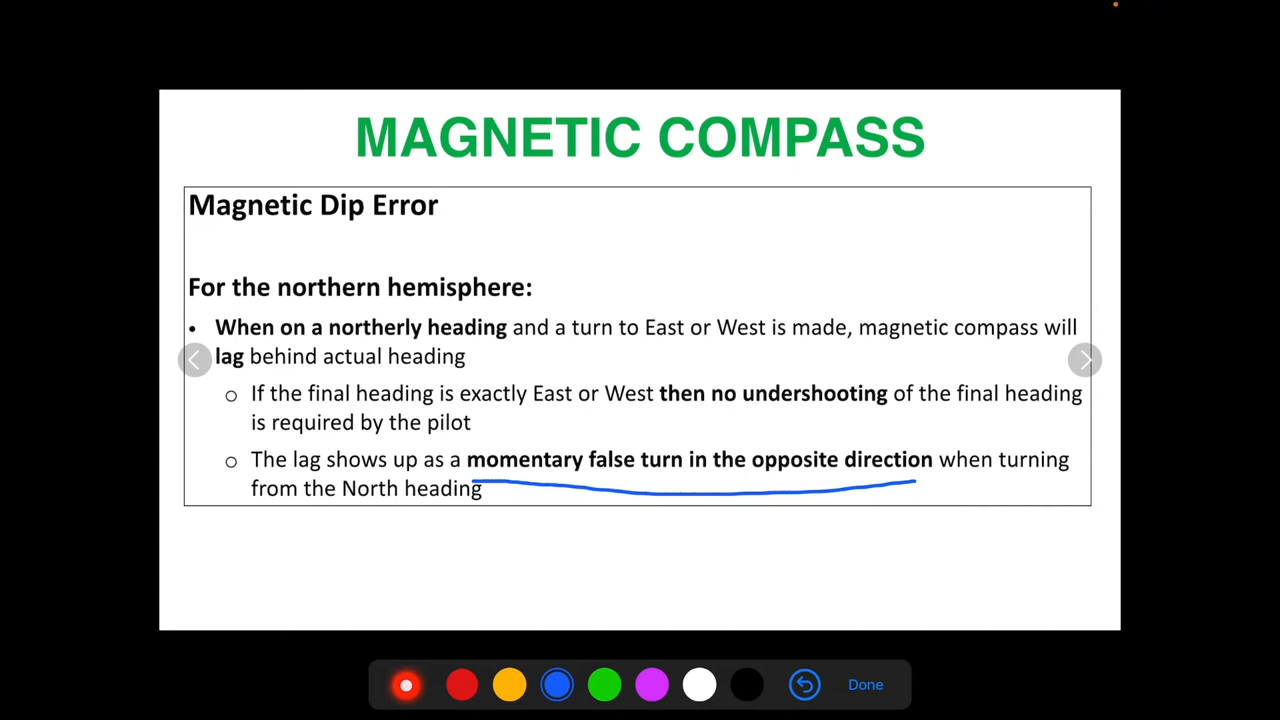 MAGNETIC COMPASS
Magnetic Dip Error
For the northern hemisphere:
• When on a northerly heading and a turn to East or West is made, magnetic compass will
lag behind actual heading
o If the final heading is exactly East or West then no undershooting of the final heading
is required by the pilot
o The lag shows up as a momentary false turn in the opposite direction when turning
from the North heading
Done